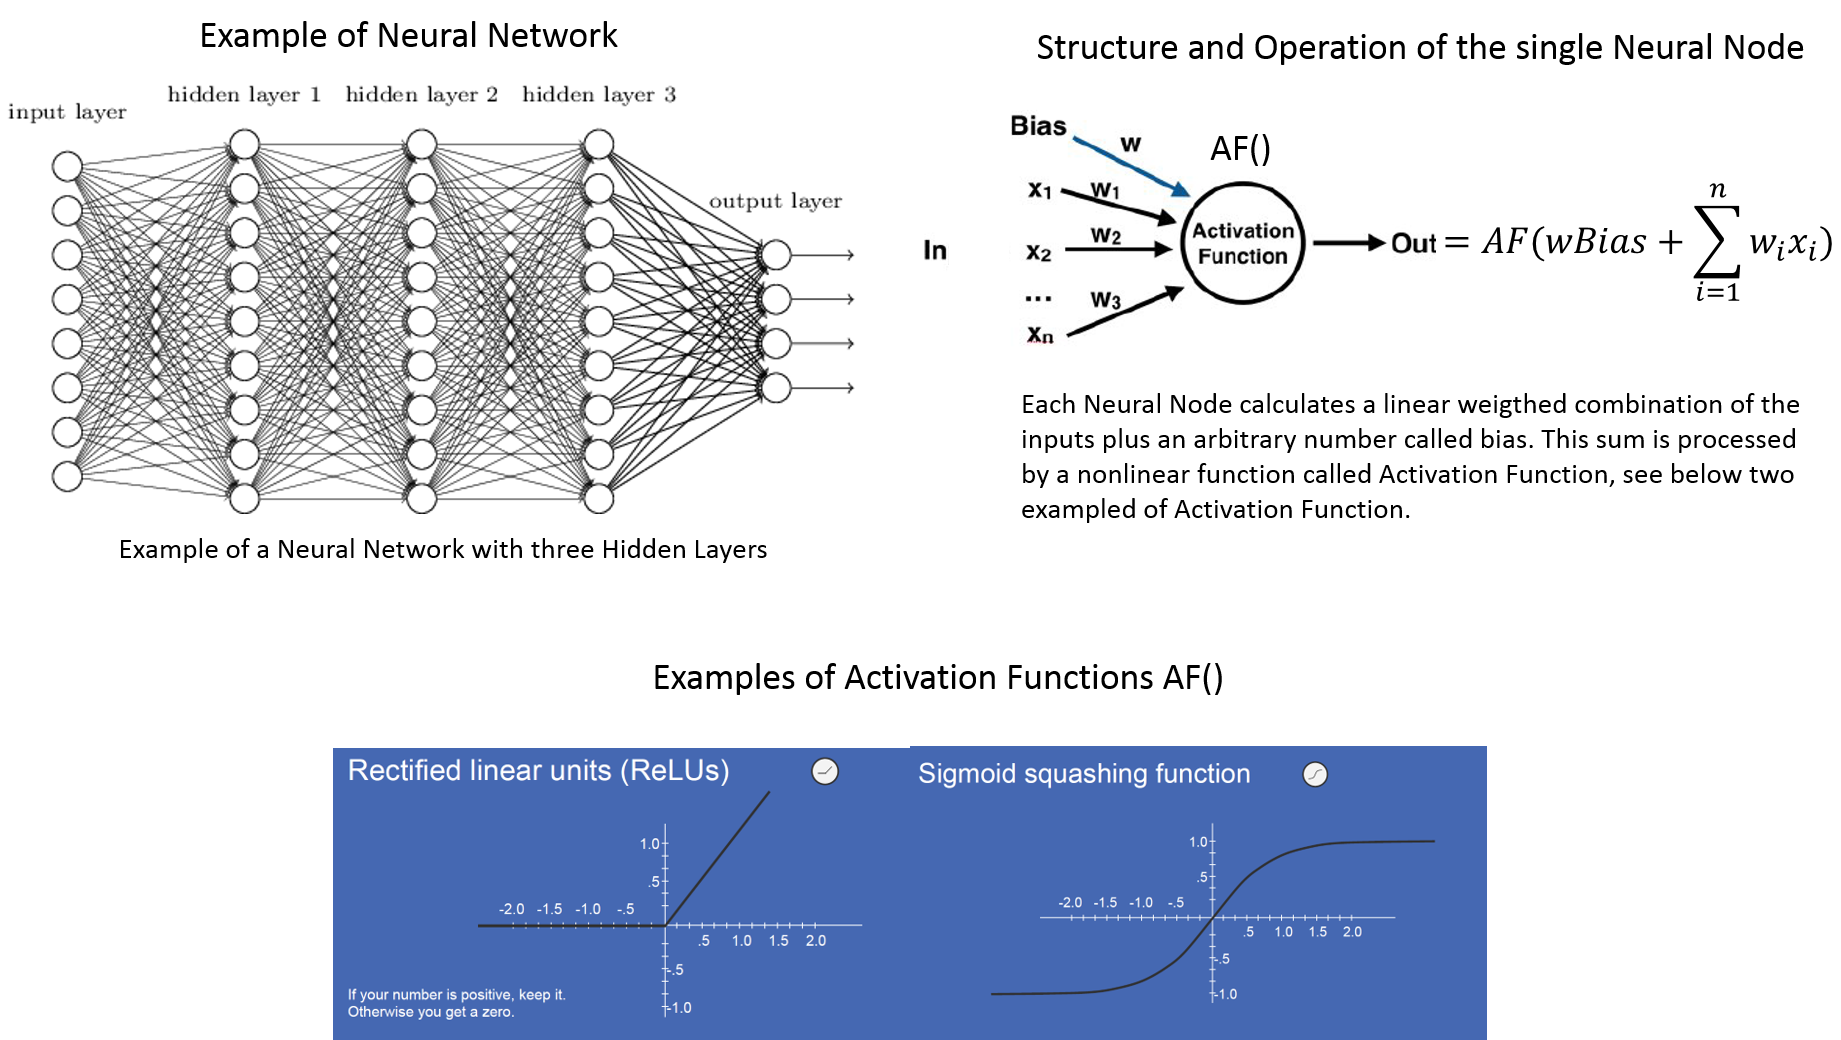 Example of Neural Network
input layer
hidden layer 1
hidden layer 2
hidden layer 3
output layer
Example of a Neural Network with three Hidden Layers
Structure and Operation of the single Neural Node
Bias
w
AF()
x1
w1
In
x2
w2
...
w3
xn
Activation
Function
Out = AF(wBias + \sum_{i=1}^{n} w_i x_i)
Each Neural Node calculates a linear weigthed combination of the
inputs plus an arbitrary number called bias. This sum is processed
by a nonlinear function called Activation Function, see below two
exampled of Activation Function.
Examples of Activation Functions AF()
Rectified linear units (ReLUs)
1.0
.5
-2.0 -1.5 -1.0 -.5
.5 1.0 1.5 2.0
-.5
-1.0
If your number is positive, keep it.
Otherwise you get a zero.
Sigmoid squashing function
1.0
.5
-2.0 -1.5 -1.0 -.5
.5 1.0 1.5 2.0
-.5
-1.0